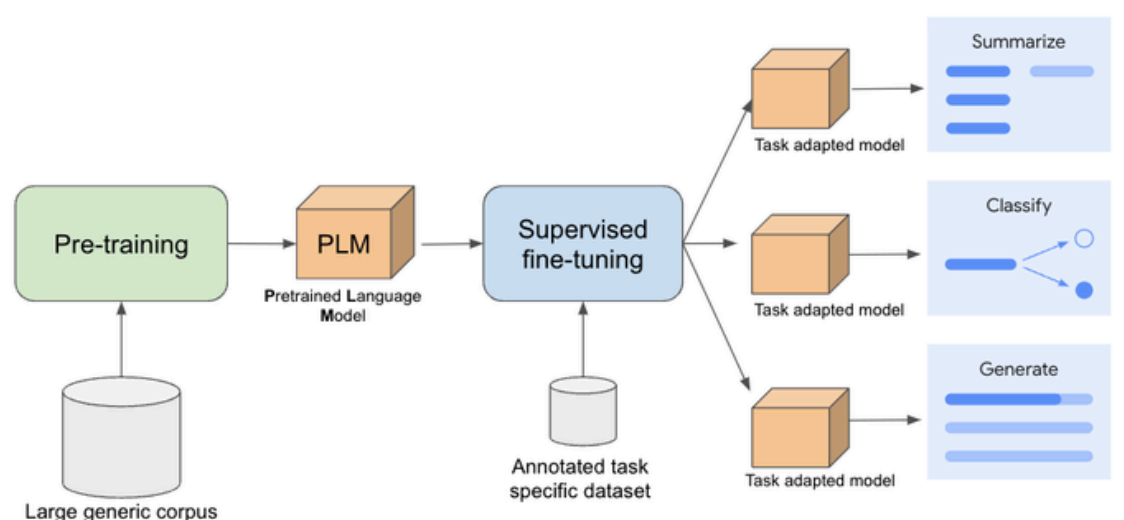 Pre-training
Large generic corpus
PLM
Pretrained Language
Model
Supervised
fine-tuning
Annotated task
specific dataset
Task adapted model
Summarize
Task adapted model
Classify
Task adapted model
Generate